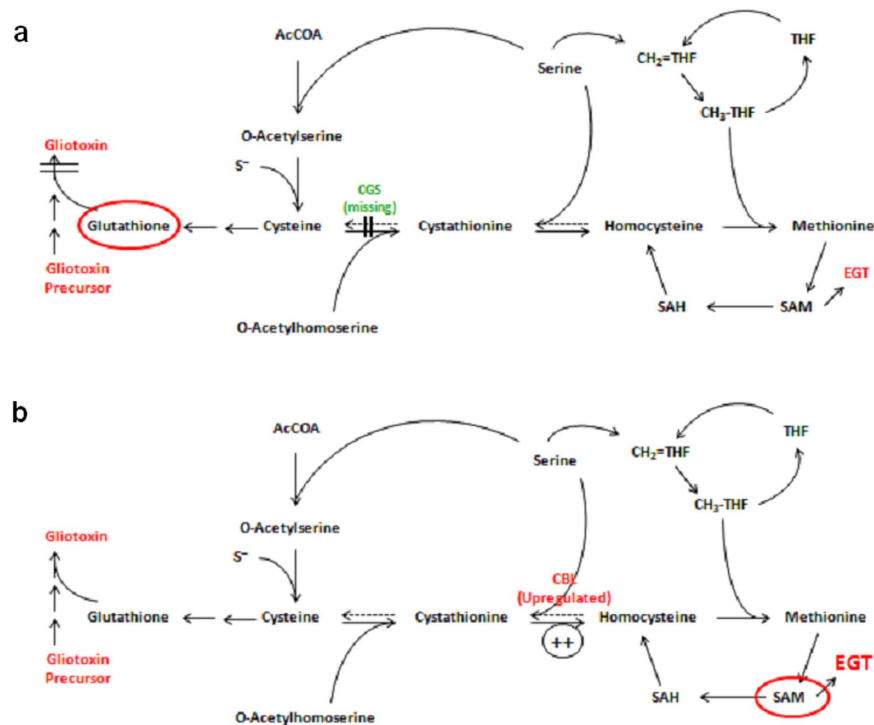 a
AcCOA
Serine
CH₂=THF
THF
CH₃-THF
Gliotoxin
O-Acetylserine
S⁻
CGS
(missing)
Glutathione
Cysteine
Cystathionine
Homocysteine
Methionine
Gliotoxin
Precursor
EGT
SAH
SAM
O-Acetylhomoserine
b
AcCOA
Serine
CH₂=THF
THF
CH₃-THF
Gliotoxin
O-Acetylserine
S⁻
CBL
(Upregulated)
Glutathione
Cysteine
Cystathionine
Homocysteine
Methionine
++
Gliotoxin
Precursor
EGT
SAH
SAM
O-Acetylhomoserine